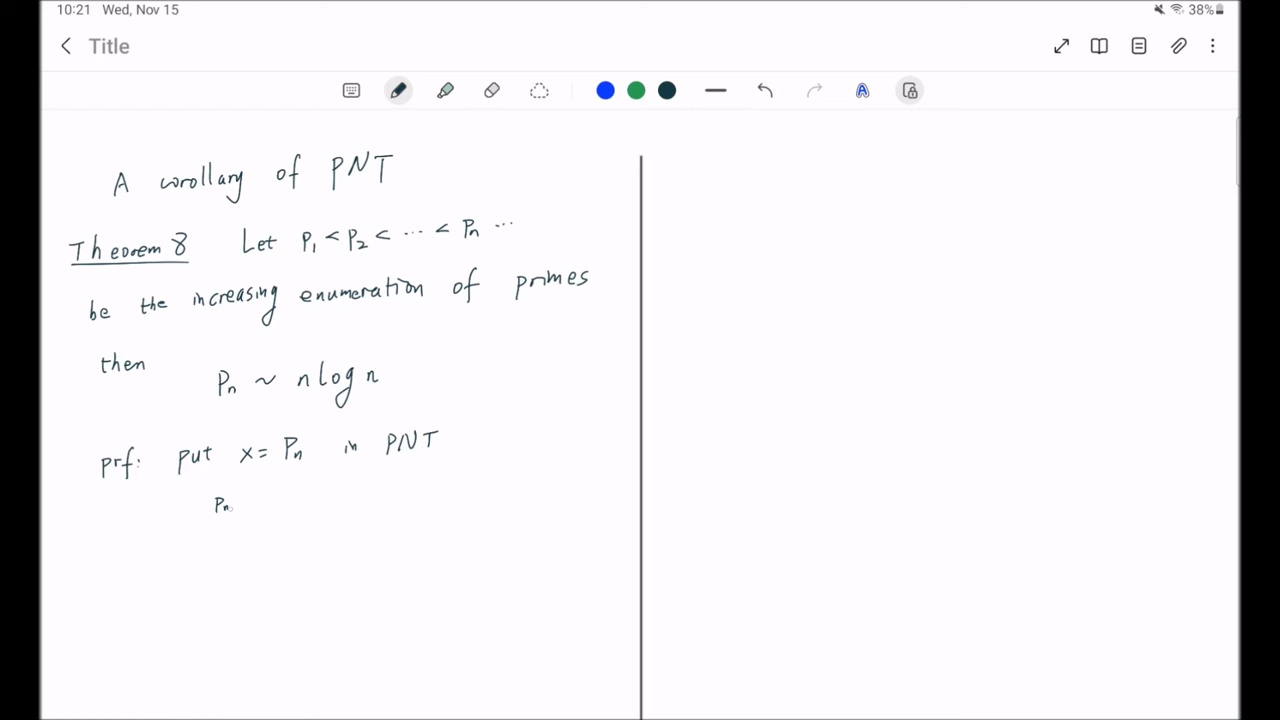 10:21 Wed, Nov 15
38%
Title
A
A corollary of PNT
Theorem 8 Let P₁ < P₂ < ... < Pₙ ...
be the increasing enumeration of primes
then
Pₙ ~ n log n
prf: put x = Pₙ in PNT
Pₙ